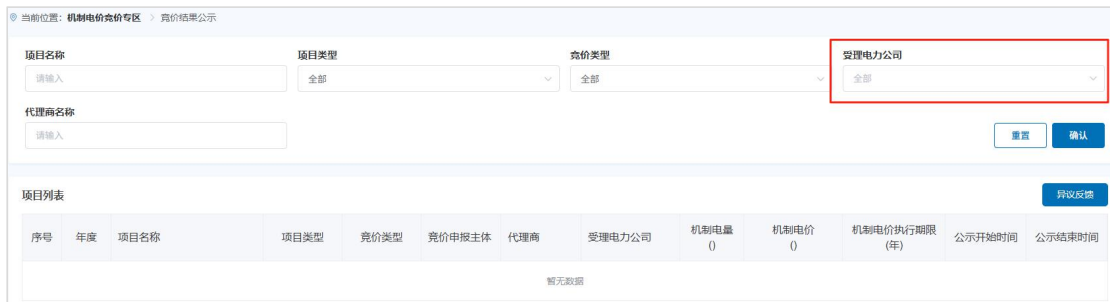 当前位置：机制电价竞价专区 > 竞价结果公示
项目名称 项目类型 竞价类型 受理电力公司
请输入 全部 全部 全部
代理商名称
请输入 重置 确认
项目列表 异议反馈
序号 年度 项目名称 项目类型 竞价类型 竞价申报主体 代理商 受理电力公司 机制电量 () 机制电价 () 机制电价执行期限 (年) 公示开始时间 公示结束时间
暂无数据